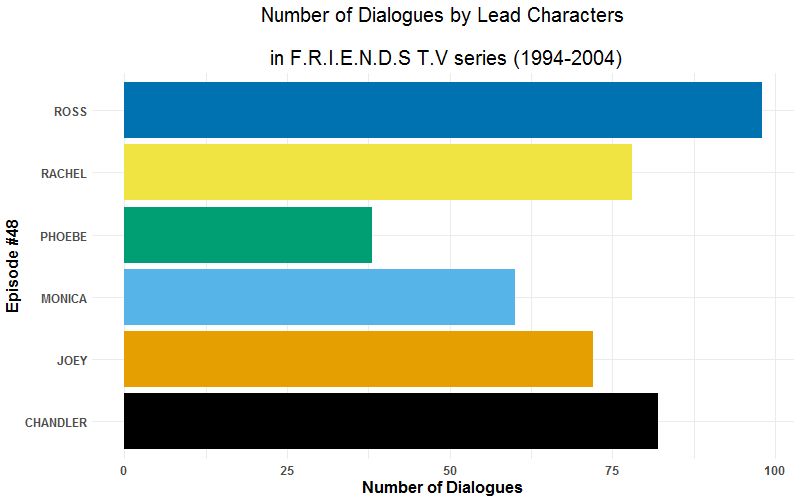 Number of Dialogues by Lead Characters
in F.R.I.E.N.D.S T.V series (1994-2004)
Episode #48
ROSS
RACHEL
PHOEBE
MONICA
JOEY
CHANDLER
0 25 50 75 100
Number of Dialogues